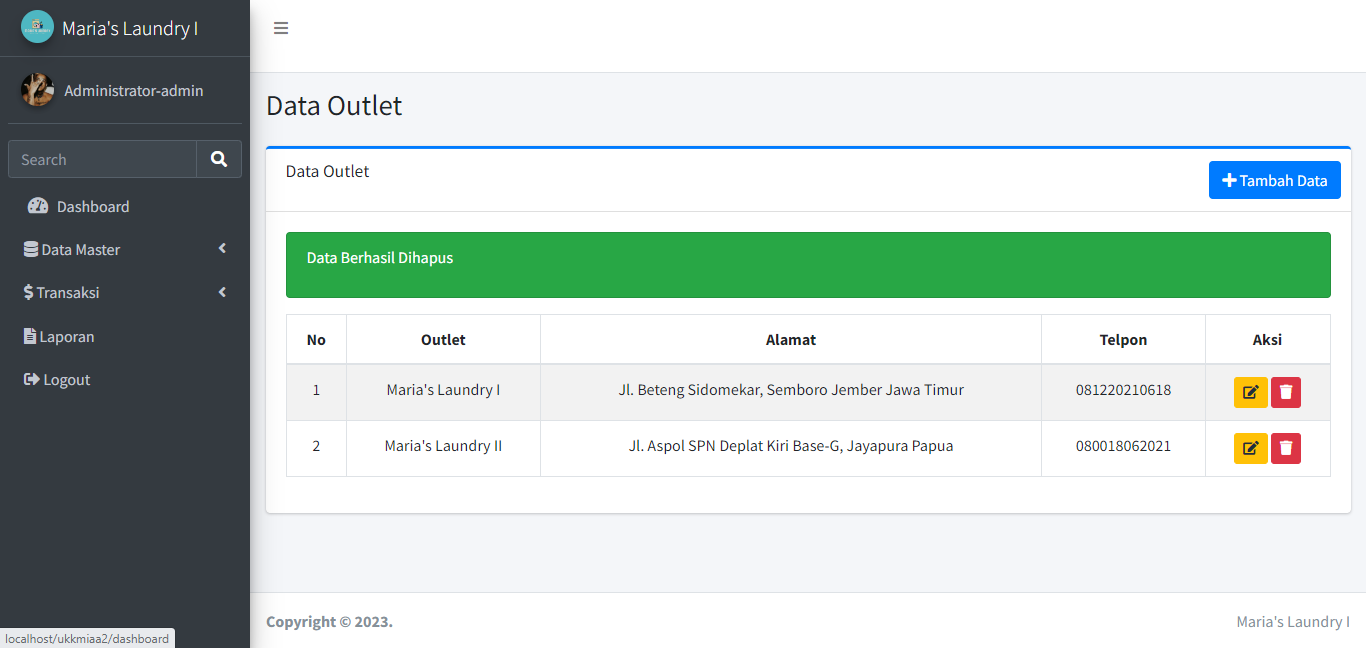 Maria's Laundry I
Administrator-admin
Search
Dashboard
Data Master
Transaksi
Laporan
Logout
localhost/ukkmiaa2/dashboard
Data Outlet
Data Outlet
Tambah Data
Data Berhasil Dihapus
No Outlet Alamat Telpon Aksi
1 Maria's Laundry I Jl. Beteng Sidomekar, Semboro Jember Jawa Timur 081220210618
2 Maria's Laundry II Jl. Aspol SPN Deplat Kiri Base-G, Jayapura Papua 080018062021
Copyright © 2023. Maria's Laundry I